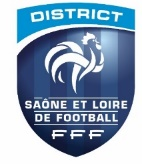 DISTRICT
SAÔNE ET LOIRE
DE FOOTBALL
FFF